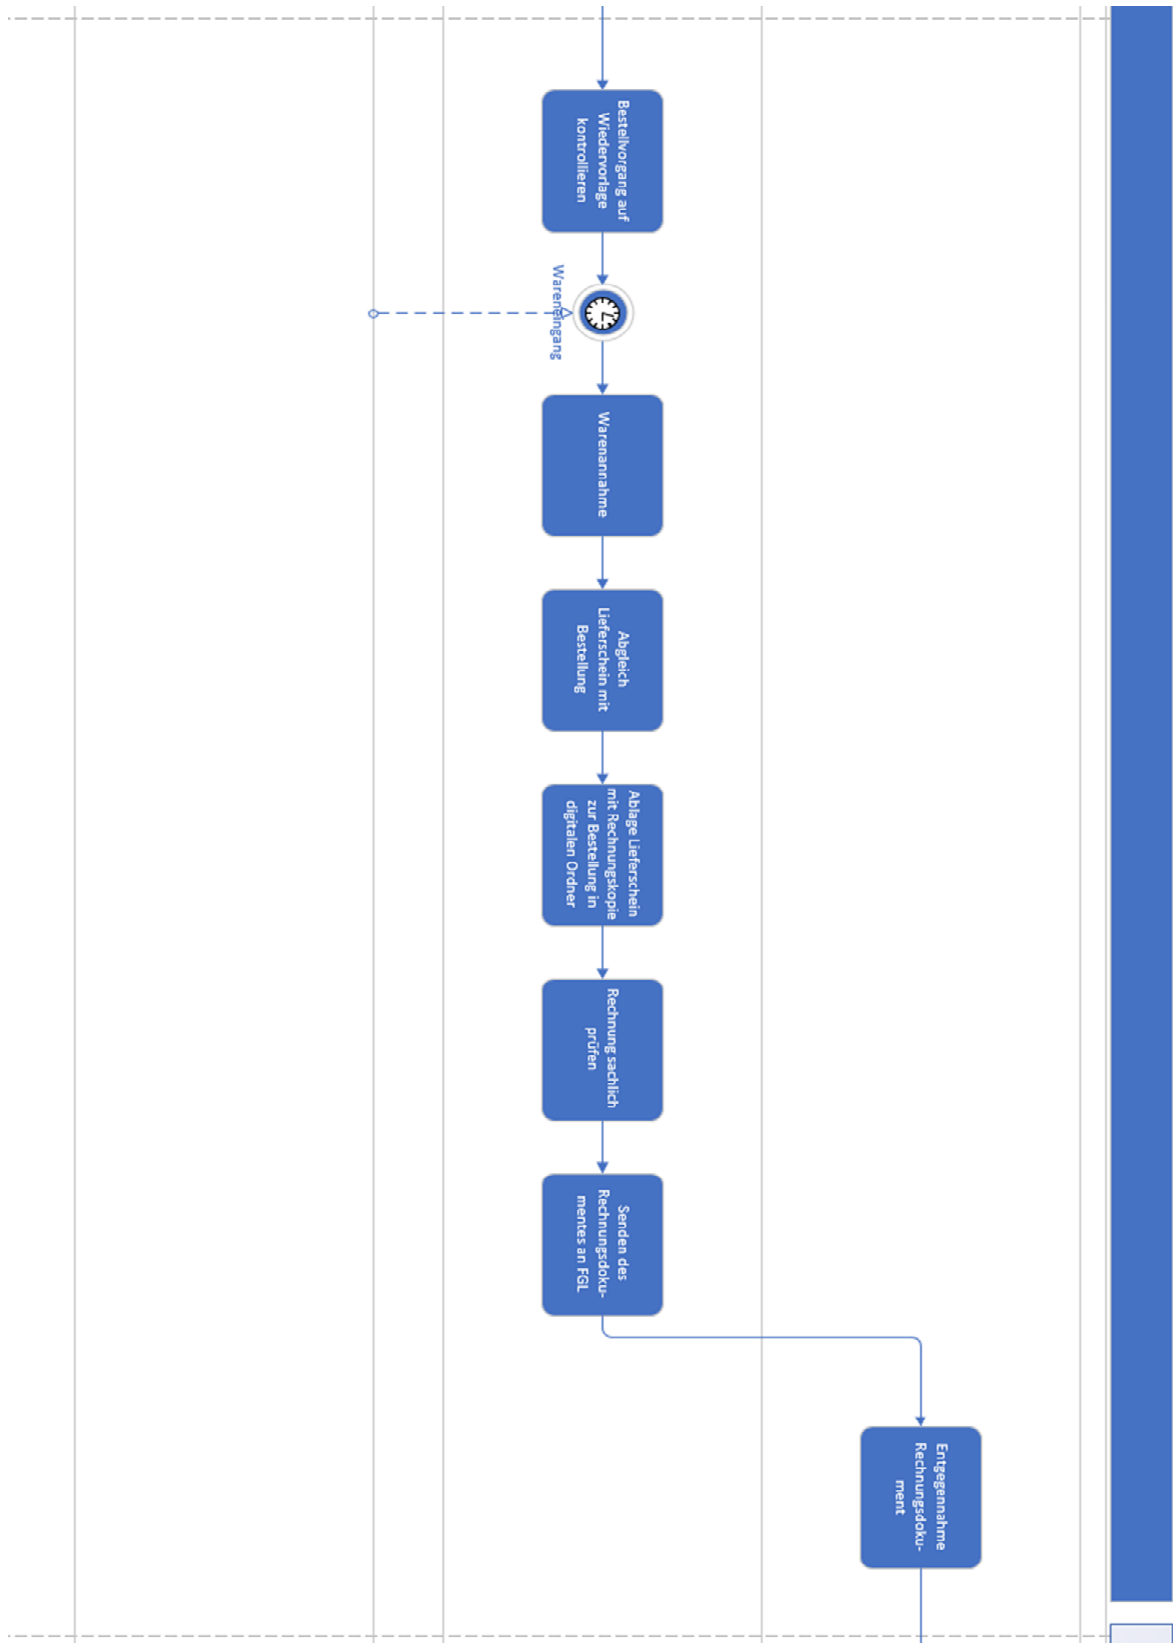 Bestellvorgang auf
Wiedervorlage
kontrollieren
Wareneingang
Warenannahme
Abgleich
Lieferschein mit
Bestellung
Ablage Lieferschein
mit Rechnungskopie
zur Bestellung in
digitalen Ordner
Rechnung sachlich
prüfen
Senden des
Rechnungsdoku-
mentes an FGL
Entgegennahme
Rechnungsdoku-
ment